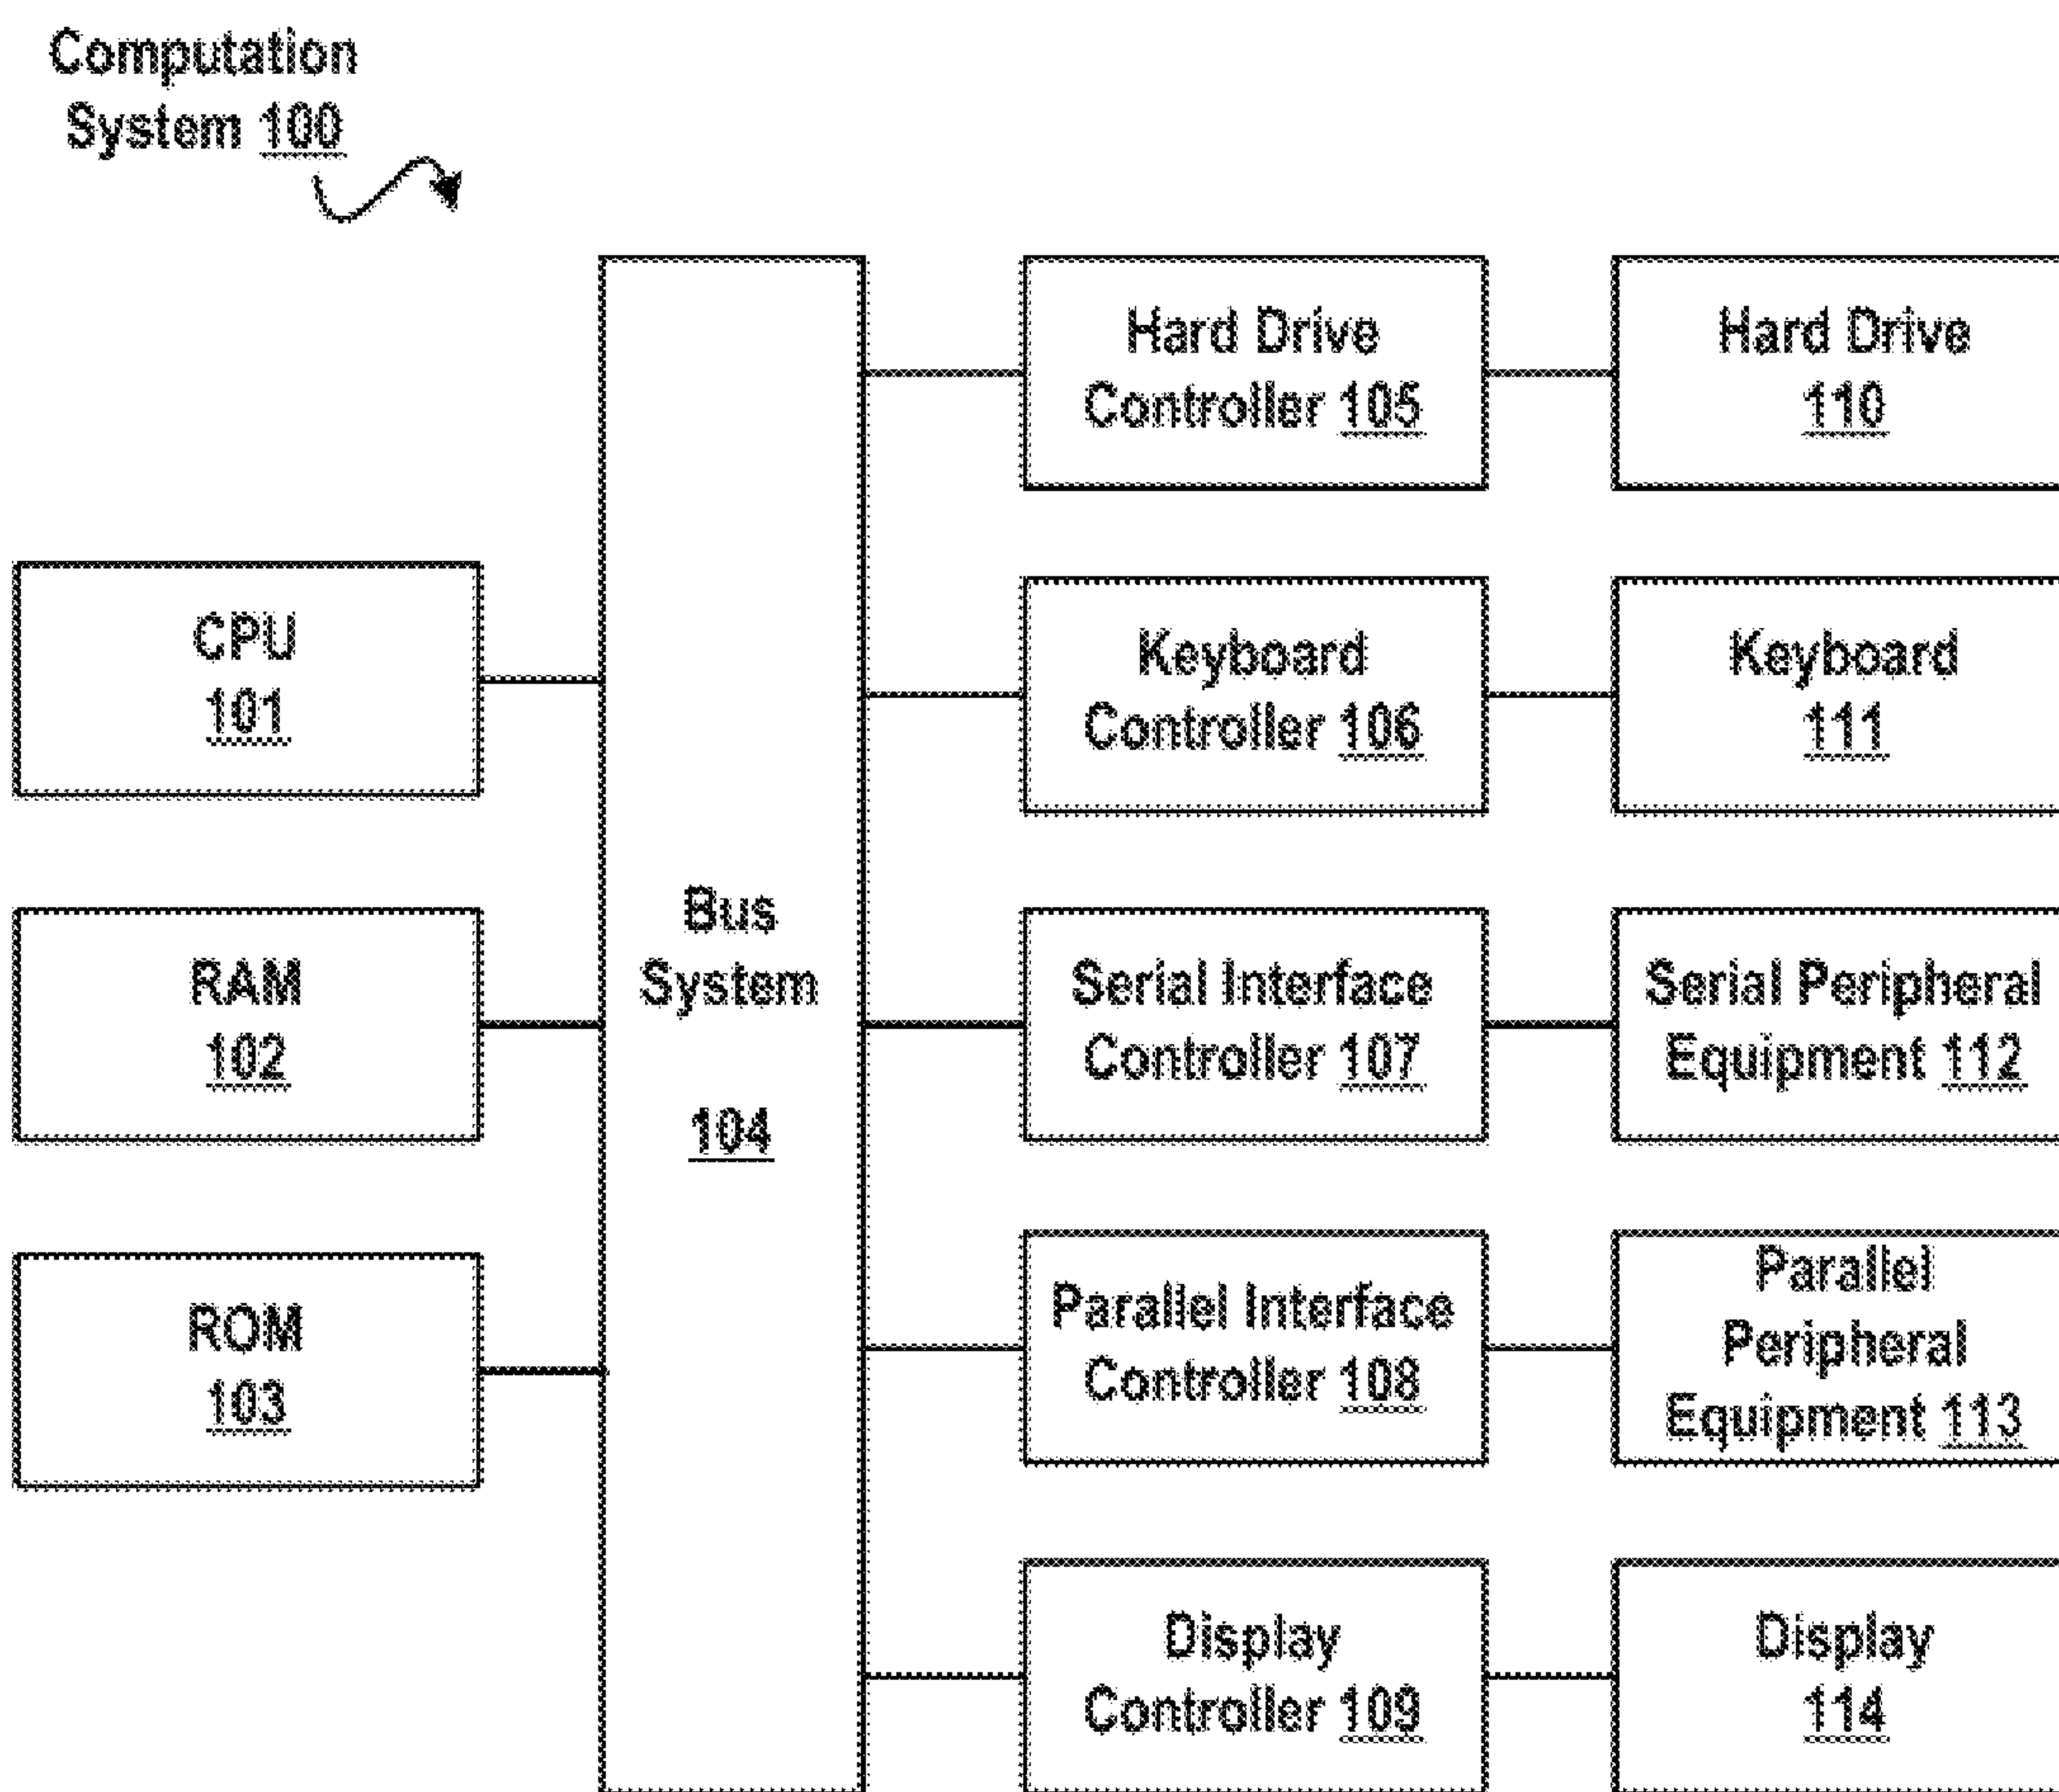 Computation
System 100
Hard Drive
Controller 105
Hard Drive
110
CPU
101
Keyboard
Controller 106
Keyboard
111
Bus
System
104
RAM
102
Serial Interface
Controller 107
Serial Peripheral
Equipment 112
ROM
103
Parallel Interface
Controller 108
Parallel
Peripheral
Equipment 113
Display
Controller 109
Display
114